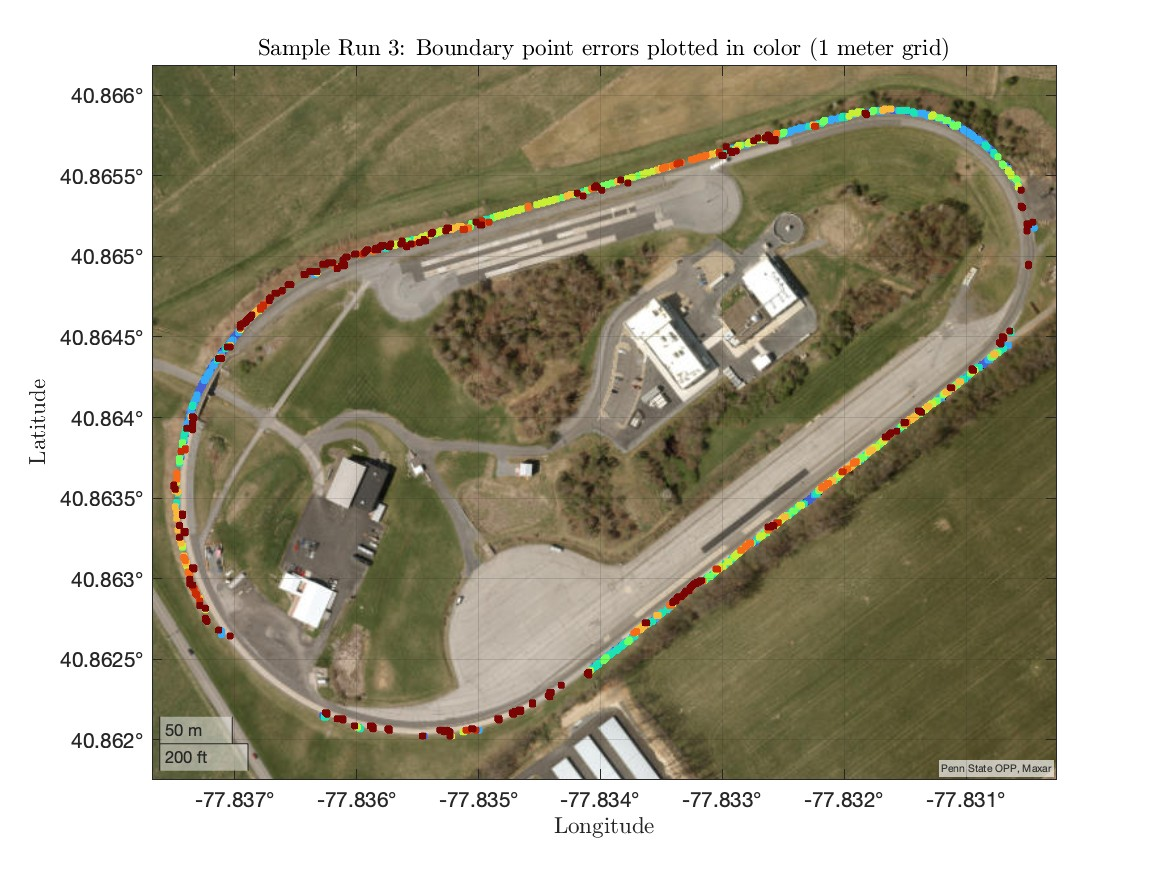 Sample Run 3: Boundary point errors plotted in color (1 meter grid)
40.866°
40.8655°
40.865°
40.8645°
40.864°
40.8635°
40.863°
40.8625°
40.862°
Latitude
50 m
200 ft
Penn State OPP, Maxar
-77.837° -77.836° -77.835° -77.834° -77.833° -77.832° -77.831°
Longitude